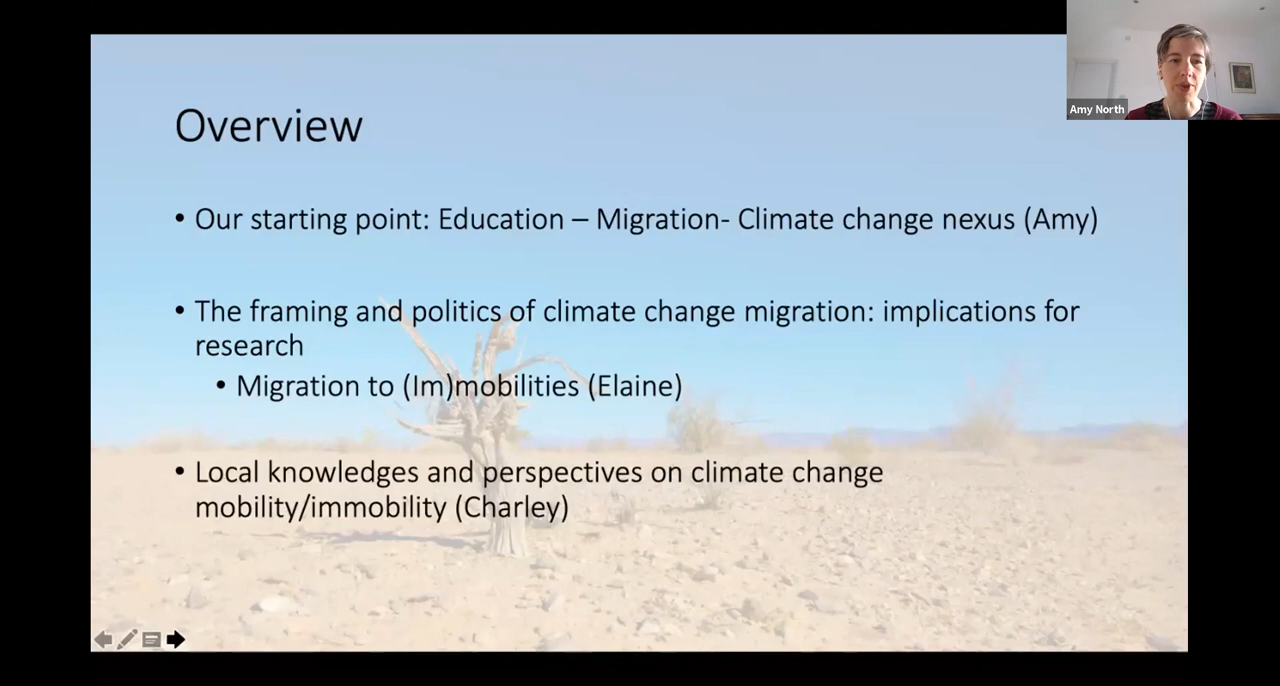 Overview
Amy North
• Our starting point: Education – Migration- Climate change nexus (Amy)
• The framing and politics of climate change migration: implications for
research
• Migration to (Im)mobilities (Elaine)
• Local knowledges and perspectives on climate change
mobility/immobility (Charley)